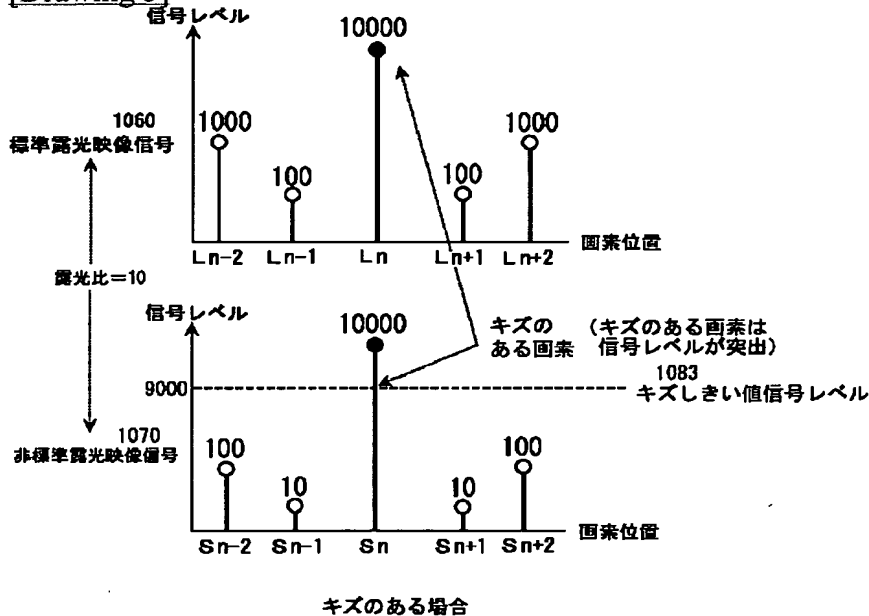 信号レベル
10000
1060
標準露光映像信号
1000
100
100
1000
Ln-2 Ln-1 Ln Ln+1 Ln+2
画素位置
露光比=10
信号レベル
10000
キズの
ある画素
(キズのある画素は
信号レベルが突出)
9000
1083
キズしきい値信号レベル
1070
非標準露光映像信号
100
10
10
100
Sn-2 Sn-1 Sn Sn+1 Sn+2
画素位置
キズのある場合